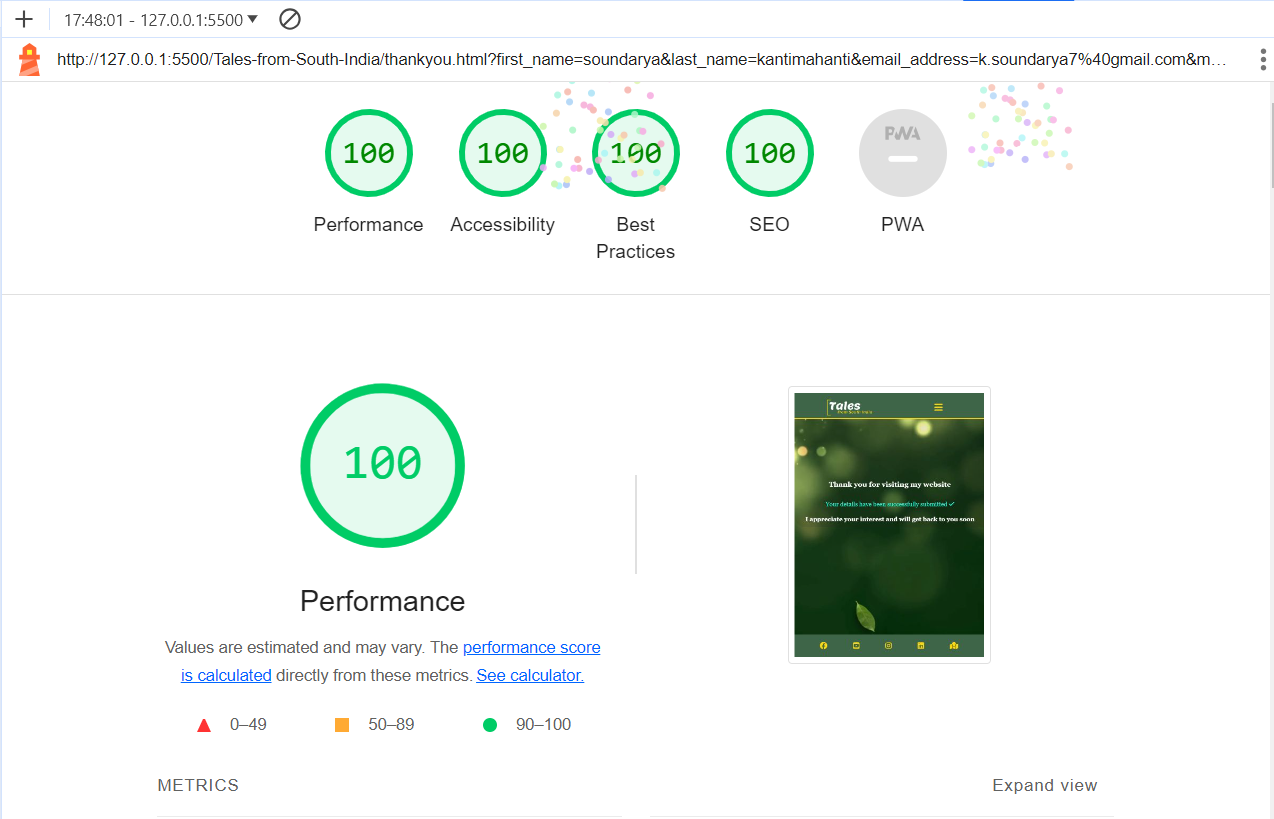 17:48:01 - 127.0.0.1:5500
http://127.0.0.1:5500/Tales-from-South-India/thankyou.html?first_name=soundarya&last_name=kantimahanti&email_address=k.soundarya7%40gmail.com&m…
100 100 100 100 PWA
Performance Accessibility Best Practices SEO PWA
100
Performance
Values are estimated and may vary. The performance score
is calculated directly from these metrics. See calculator.
0–49 50–89 90–100
Tales
from South India
Thank you for visiting my website
Your details have been successfully submitted
I appreciate your interest and will get back to you soon
METRICS Expand view